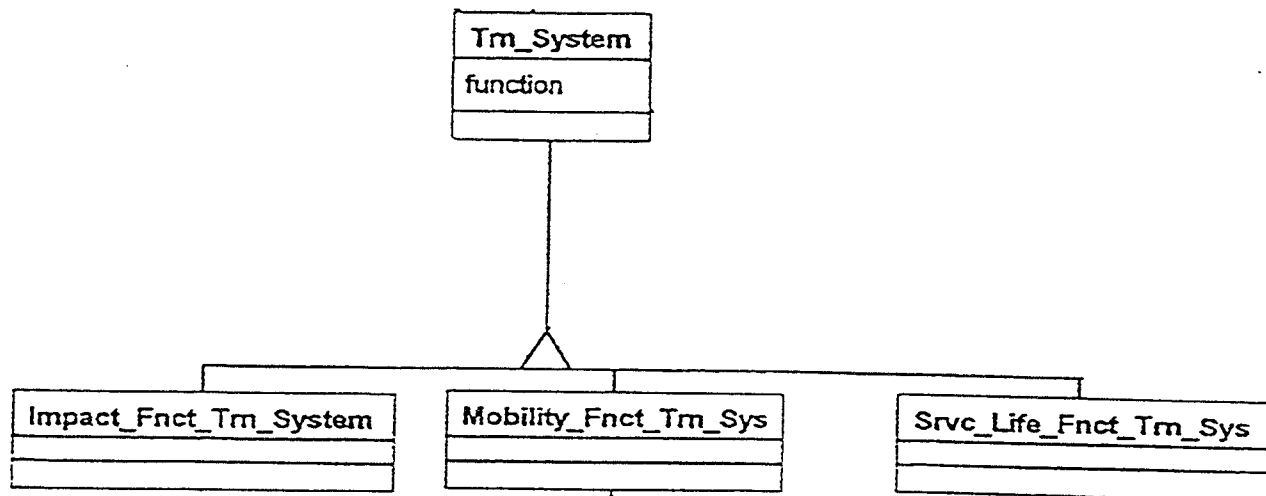 Trn_System
function
Impact_Fnct_Trn_System
Mobility_Fnct_Trn_Sys
Srvc_Life_Fnct_Trn_Sys